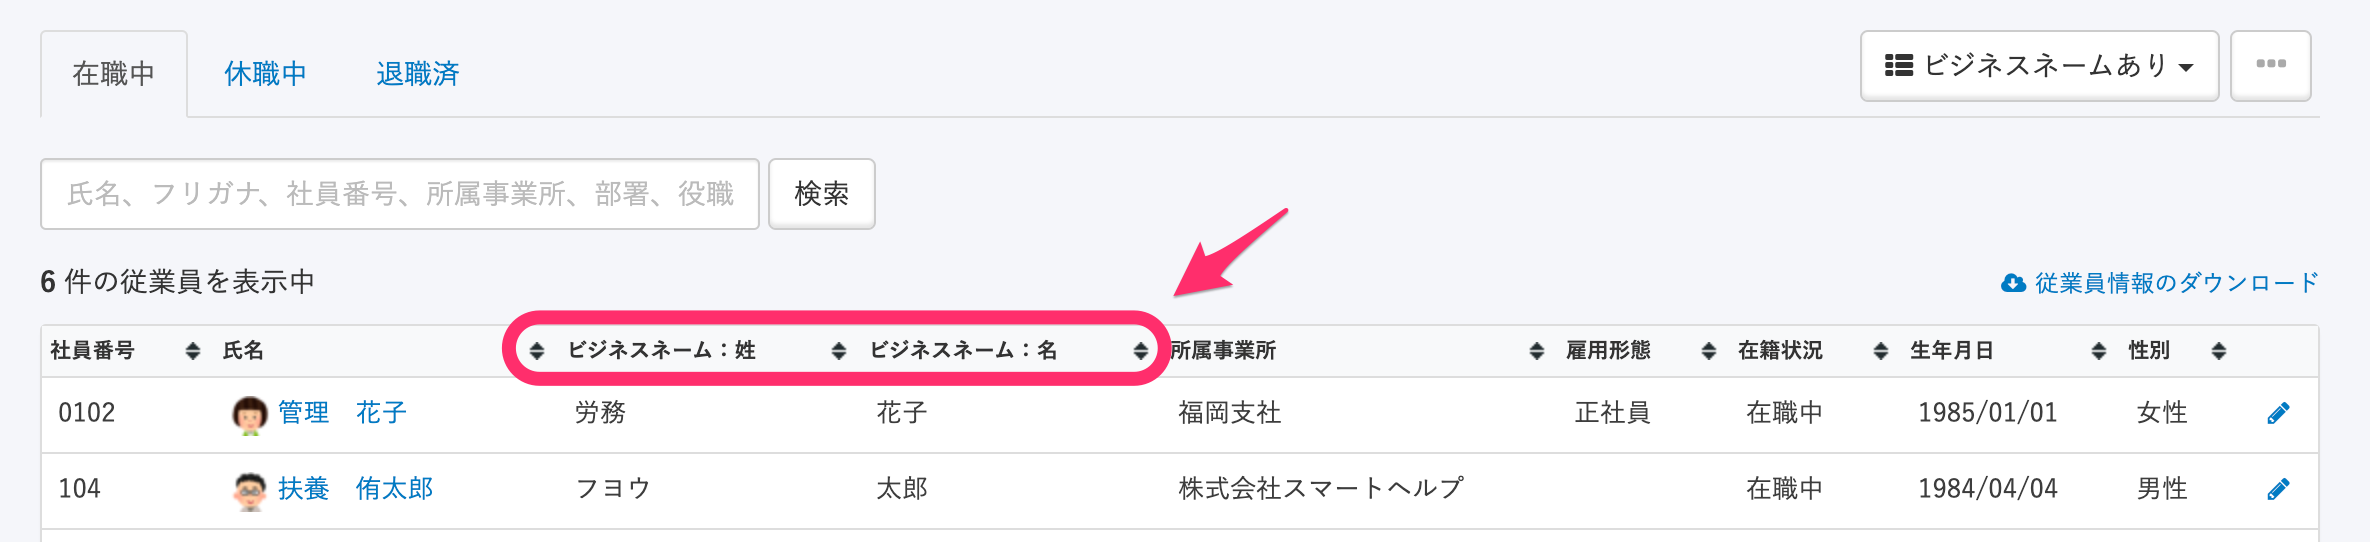 在職中 休職中 退職済 ビジネスネームあり
氏名、フリガナ、社員番号、所属事業所、部署、役職 検索
6 件の従業員を表示中 従業員情報のダウンロード
社員番号 氏名 ビジネスネーム：姓 ビジネスネーム：名 所属事業所 雇用形態 在籍状況 生年月日 性別
0102 管理　花子 労務 花子 福岡支社 正社員 在職中 1985/01/01 女性
104 扶養　侑太郎 フヨウ 太郎 株式会社スマートヘルプ 在職中 1984/04/04 男性